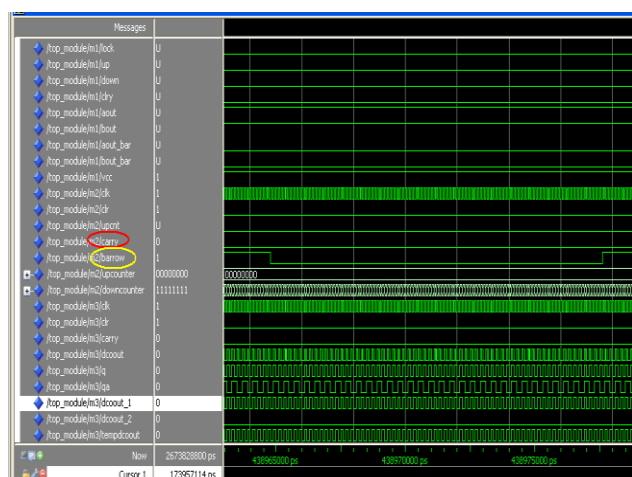 Messages
/top_module/m1/lock U
/top_module/m1/up U
/top_module/m1/down U
/top_module/m1/clry U
/top_module/m1/aout U
/top_module/m1/bout U
/top_module/m1/aout_bar U
/top_module/m1/bout_bar U
/top_module/m1/vcc 1
/top_module/m2/clk 1
/top_module/m2/clr 1
/top_module/m2/upcnt U
/top_module/m2/carry 0
/top_module/m2/barrow 1
/top_module/m2/upcounter 00000000 00000000
/top_module/m2/downcounter 11111111
/top_module/m3/clk 1
/top_module/m3/clr 1
/top_module/m3/carry 0
/top_module/m3/dcoout 0
/top_module/m3/q 0
/top_module/m3/qa 0
/top_module/m3/dcoout_1 0
/top_module/m3/dcoout_2 0
/top_module/m3/tempdcoout 0
Now 2673828800 ps 438965000 ps 438970000 ps 438975000 ps
Cursor 1 173957114 ps